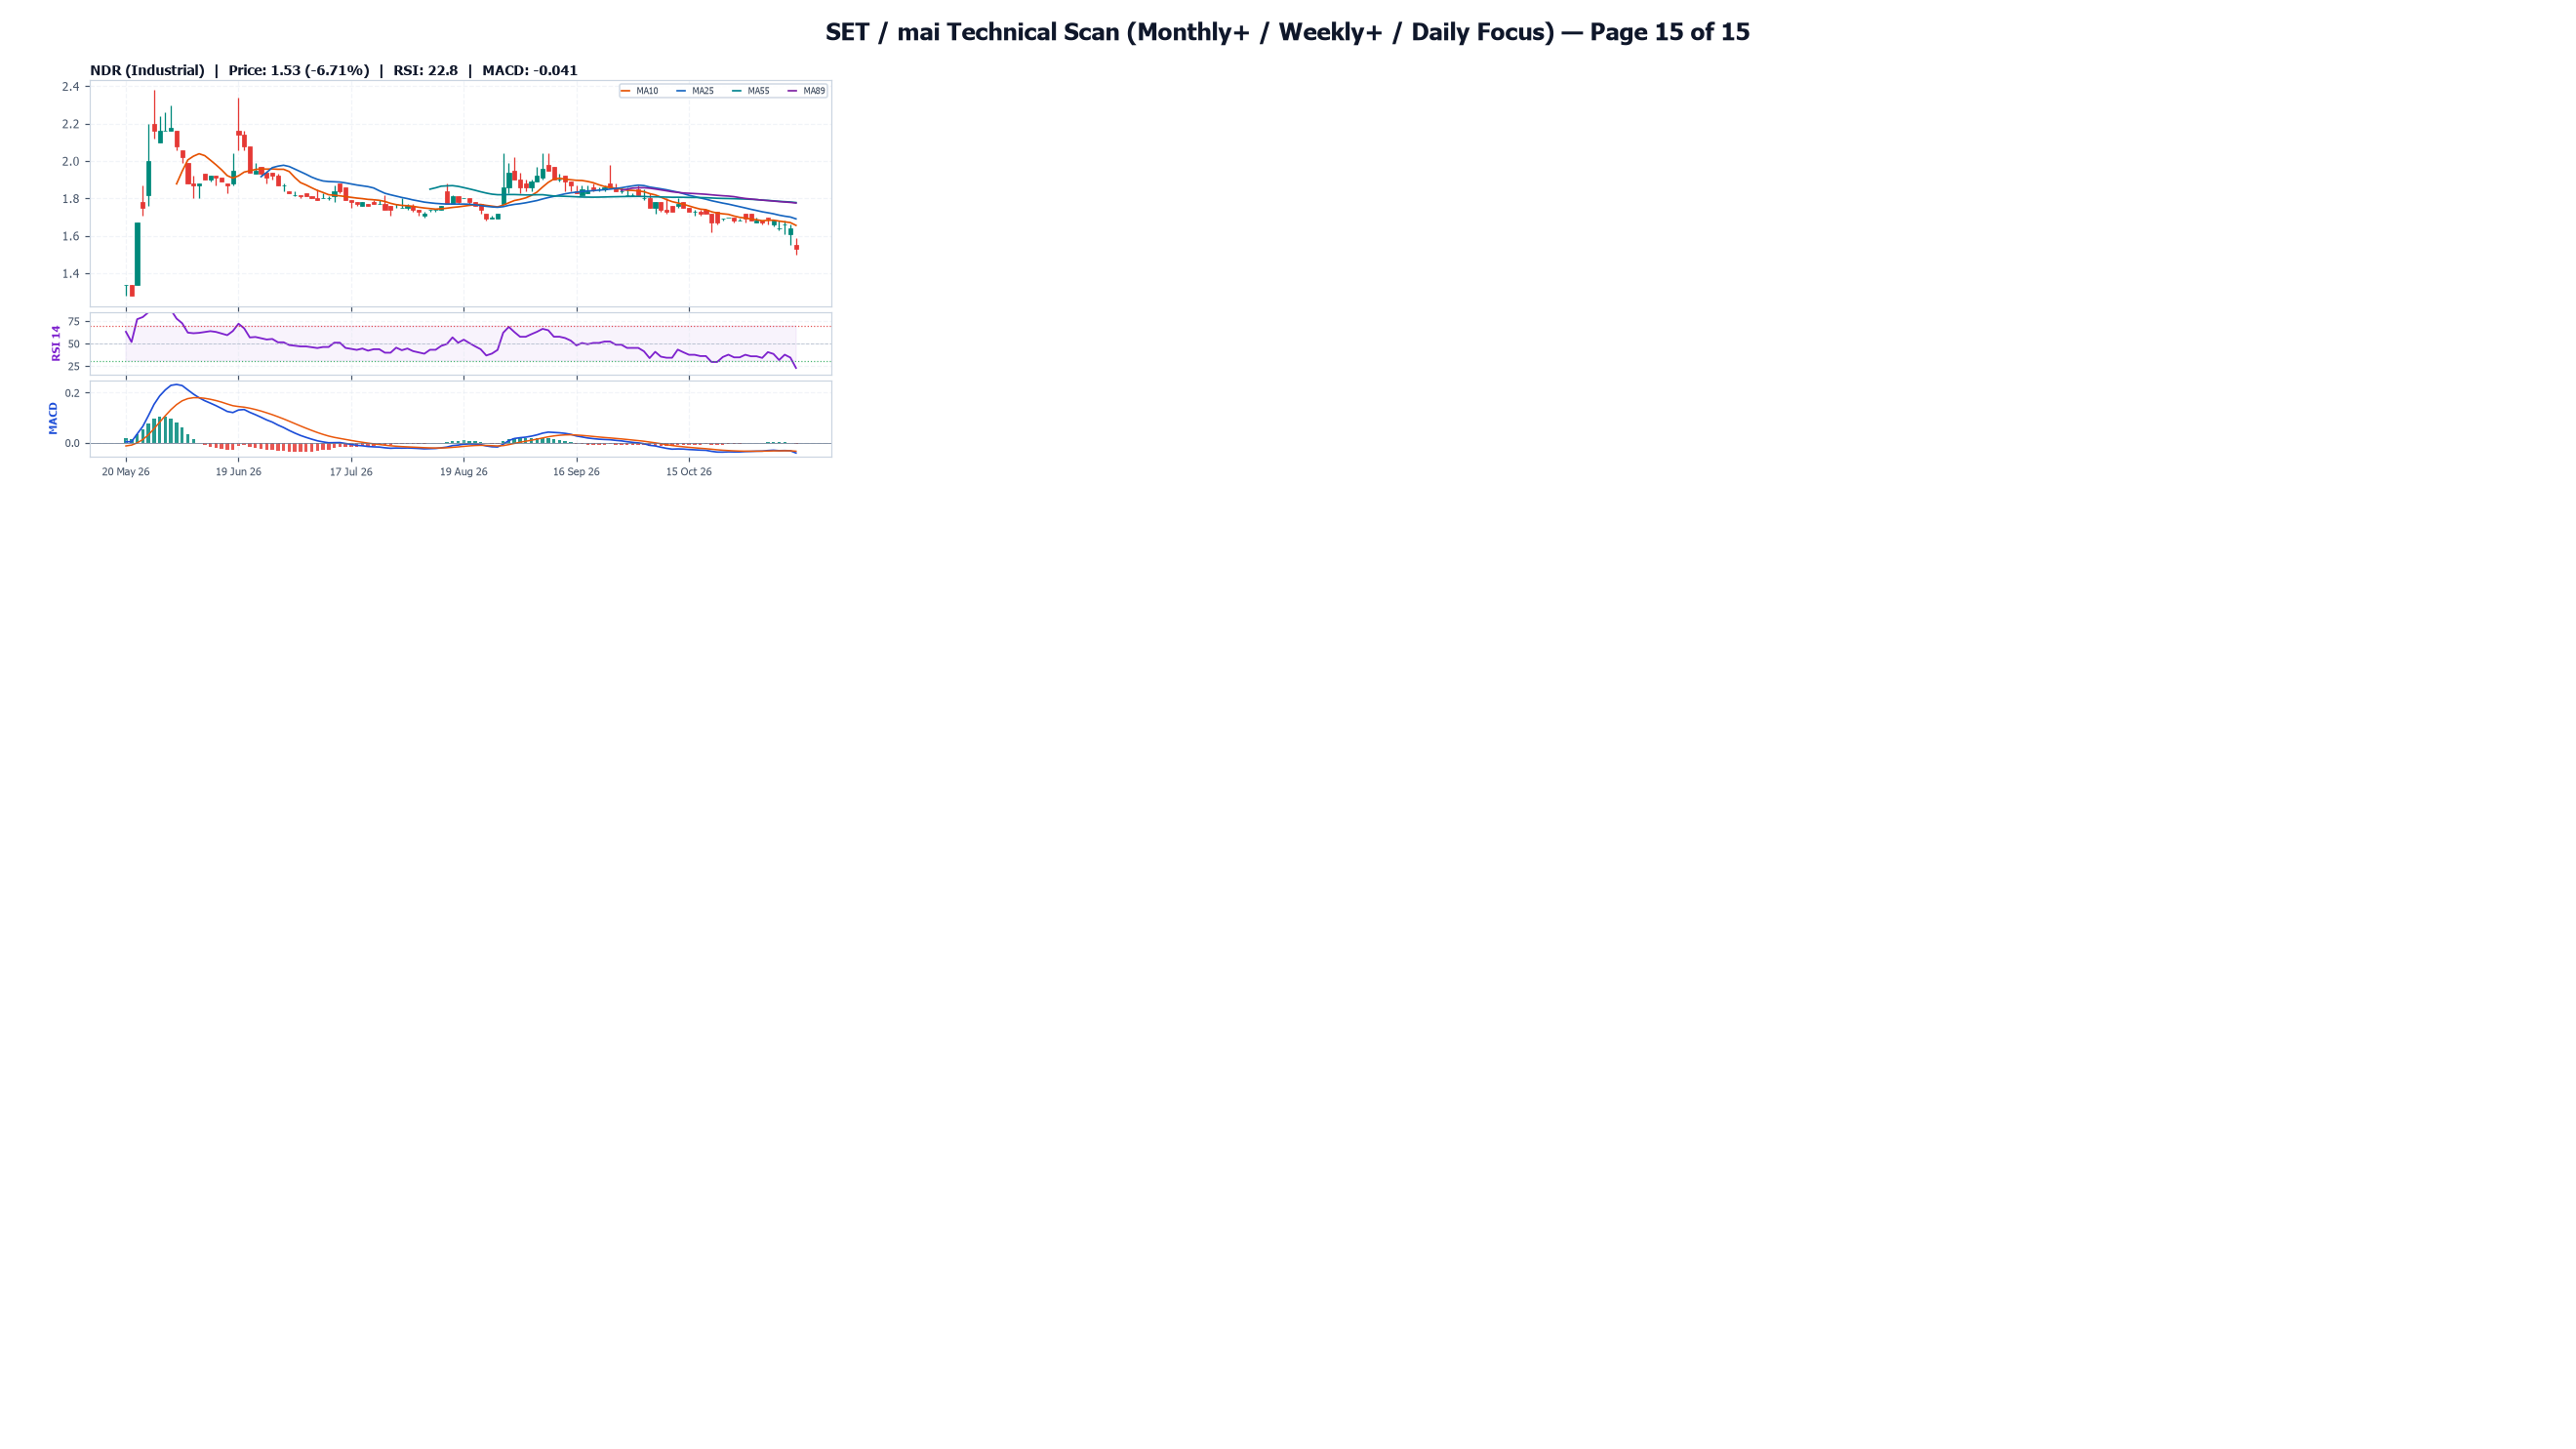 SET / mai Technical Scan (Monthly+ / Weekly+ / Daily Focus) — Page 15 of 15
NDR (Industrial) | Price: 1.53 (-6.71%) | RSI: 22.8 | MACD: -0.041
MA10 MA25 MA55 MA89
2.4
2.2
2.0
1.8
1.6
1.4
RSI 14
75
50
25
MACD
0.2
0.0
20 May 26 19 Jun 26 17 Jul 26 19 Aug 26 16 Sep 26 15 Oct 26